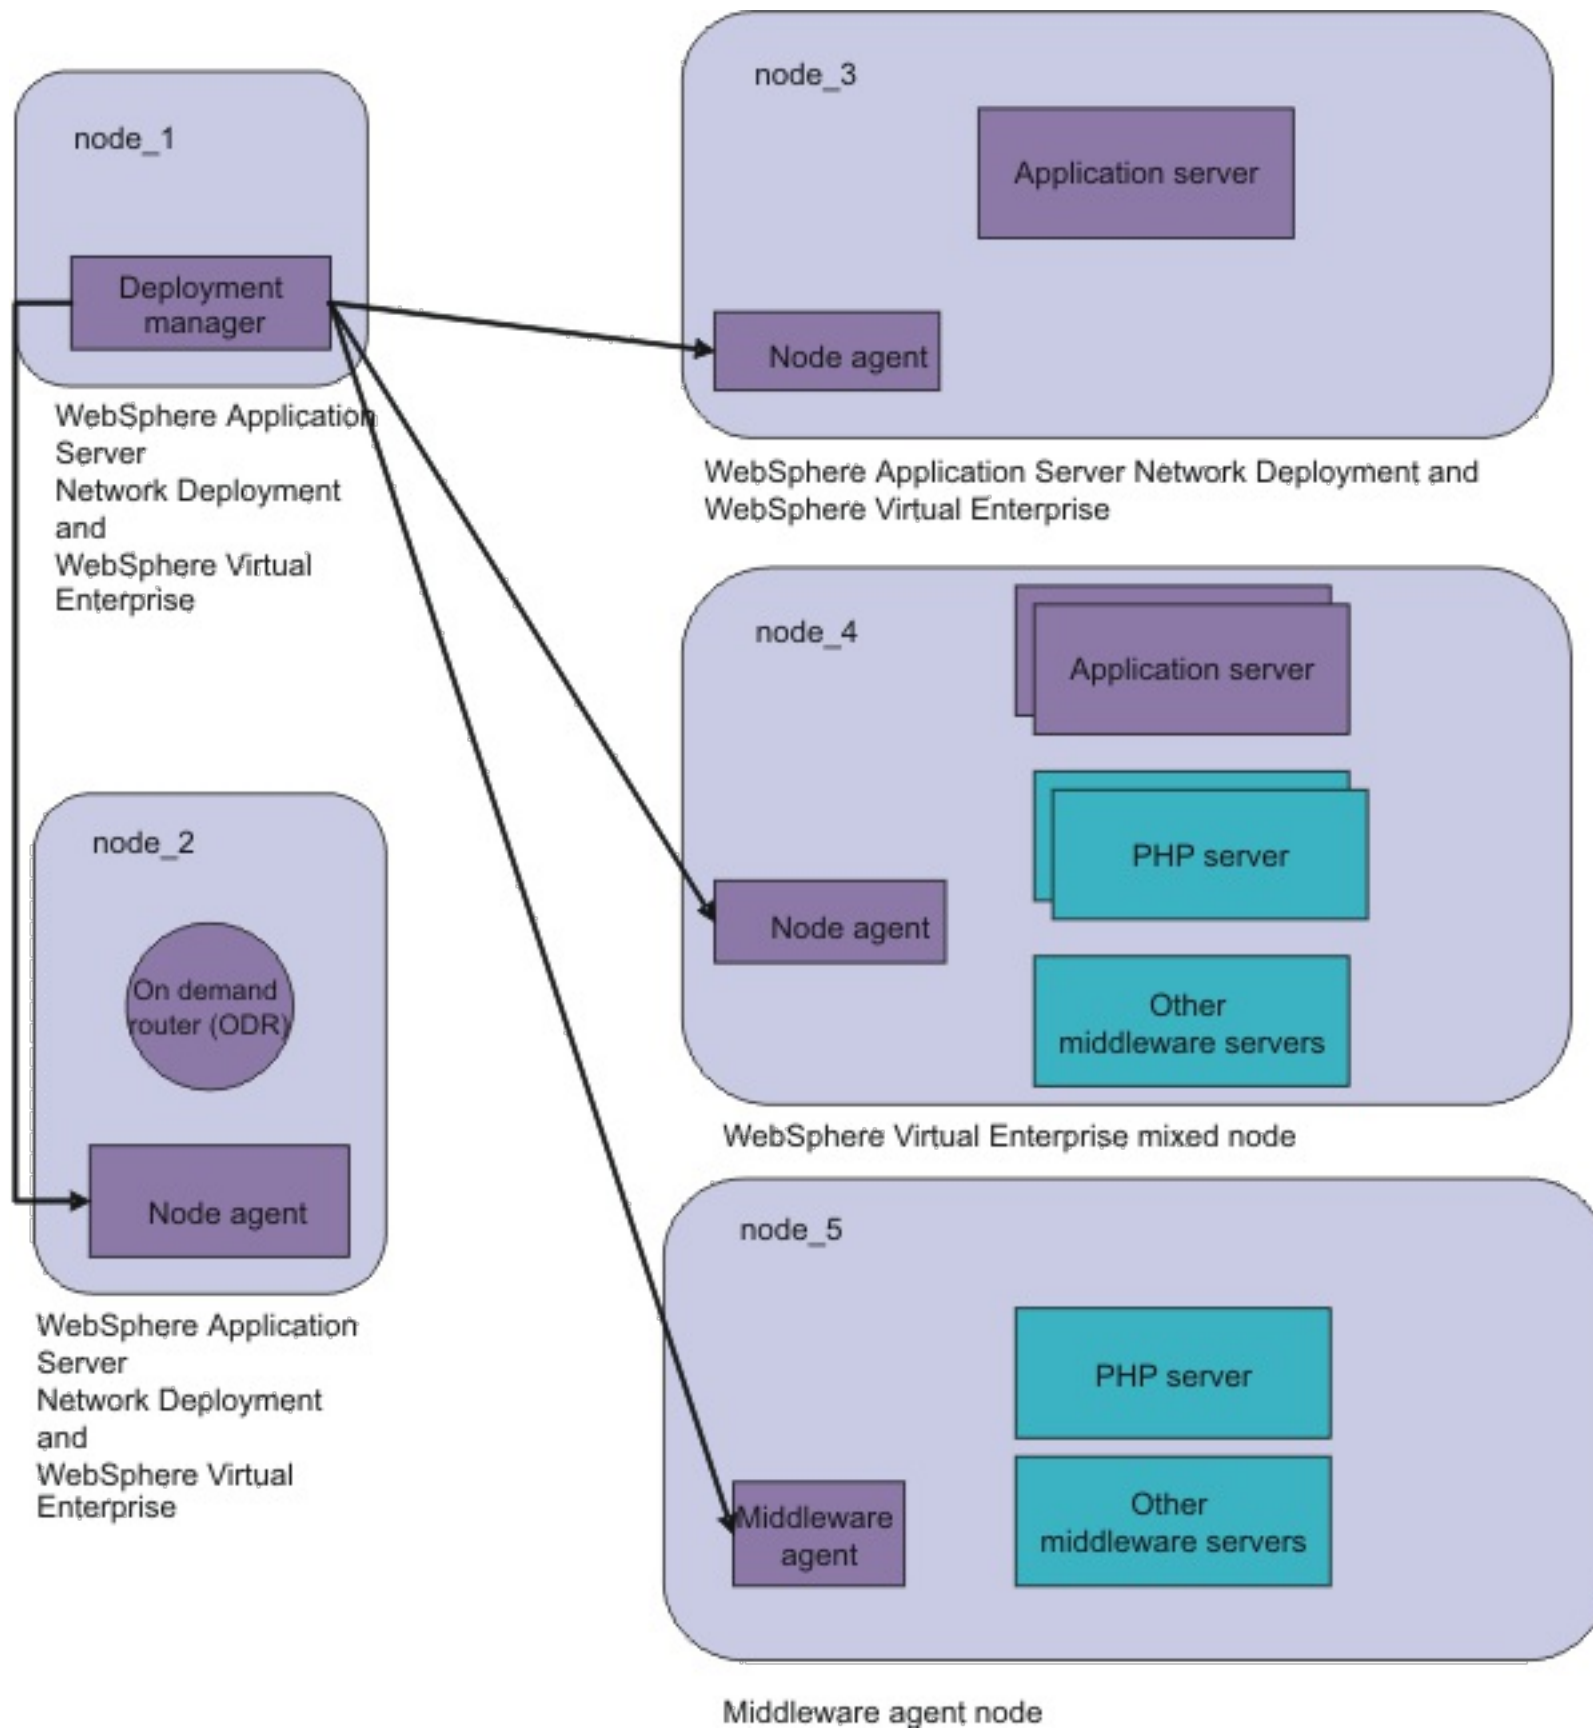 node_1
Deployment
manager
WebSphere Application
Server
Network Deployment
and
WebSphere Virtual
Enterprise
node_2
On demand
router (ODR)
Node agent
WebSphere Application
Server
Network Deployment
and
WebSphere Virtual
Enterprise
node_3
Application server
Node agent
WebSphere Application Server Network Deployment and
WebSphere Virtual Enterprise
node_4
Application server
PHP server
Node agent
Other
middleware servers
WebSphere Virtual Enterprise mixed node
node_5
PHP server
Middleware
agent
Other
middleware servers
Middleware agent node